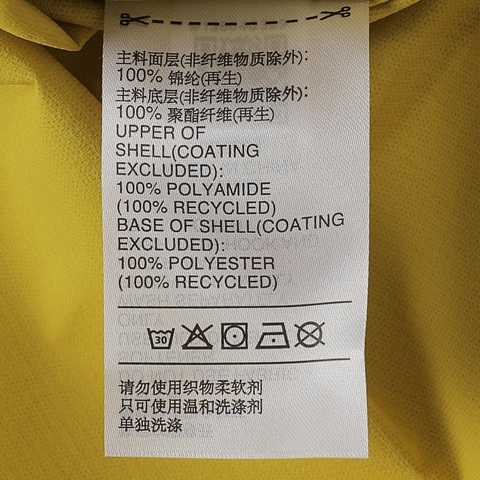 主料面层(非纤维物质除外):
100% 锦纶(再生)
主料底层(非纤维物质除外):
100% 聚酯纤维(再生)
UPPER OF
SHELL(COATING
EXCLUDED):
100% POLYAMIDE
(100% RECYCLED)
BASE OF SHELL(COATING
EXCLUDED):
100% POLYESTER
(100% RECYCLED)
30
请勿使用织物柔软剂
只可使用温和洗涤剂
单独洗涤